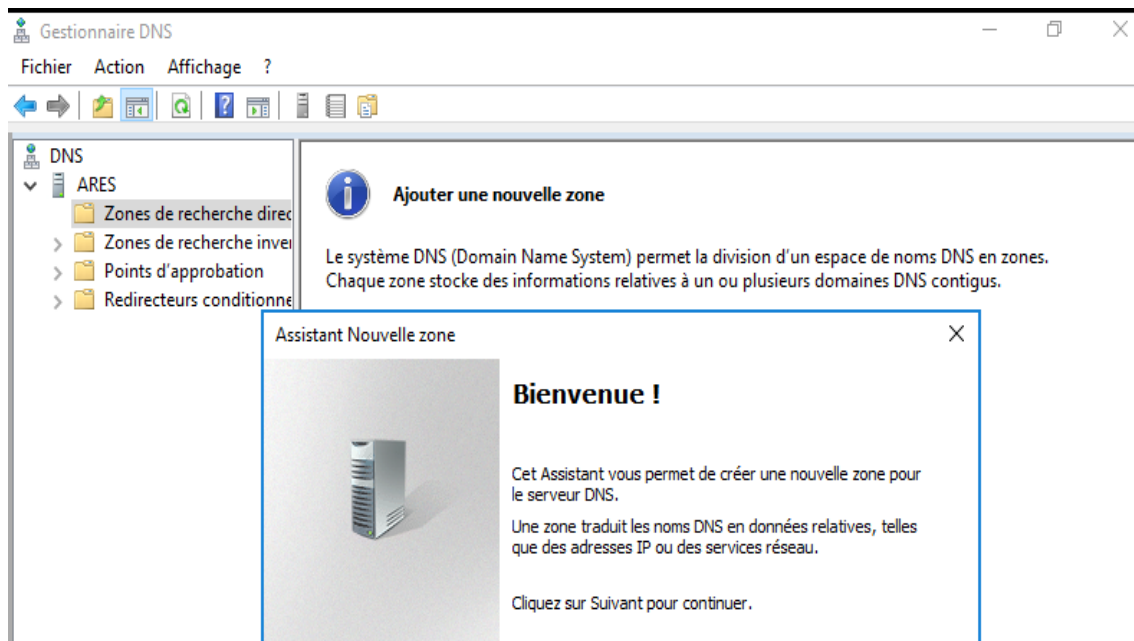 Gestionnaire DNS
Fichier Action Affichage ?
DNS
ARES
Zones de recherche direc
Zones de recherche inver
Points d'approbation
Redirecteurs conditionne
Ajouter une nouvelle zone
Le système DNS (Domain Name System) permet la division d'un espace de noms DNS en zones.
Chaque zone stocke des informations relatives à un ou plusieurs domaines DNS contigus.
Assistant Nouvelle zone
Bienvenue !
Cet Assistant vous permet de créer une nouvelle zone pour
le serveur DNS.
Une zone traduit les noms DNS en données relatives, telles
que des adresses IP ou des services réseau.
Cliquez sur Suivant pour continuer.